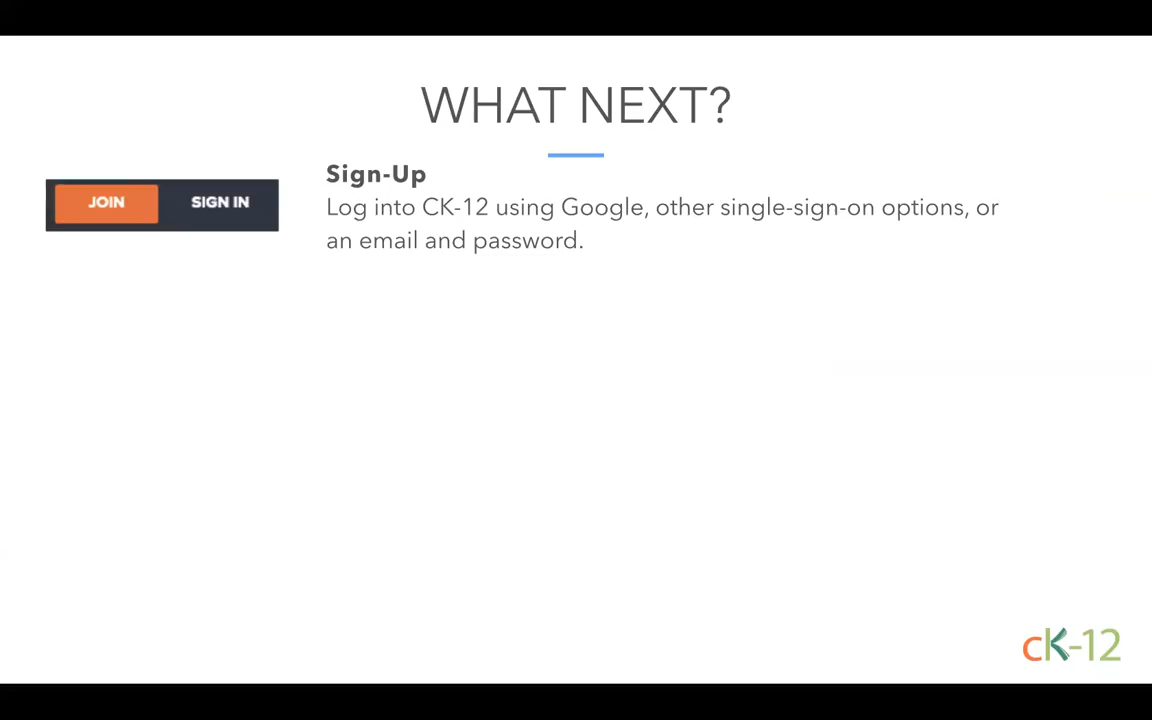 WHAT NEXT?
JOIN SIGN IN
Sign-Up
Log into CK-12 using Google, other single-sign-on options, or
an email and password.
cK-12